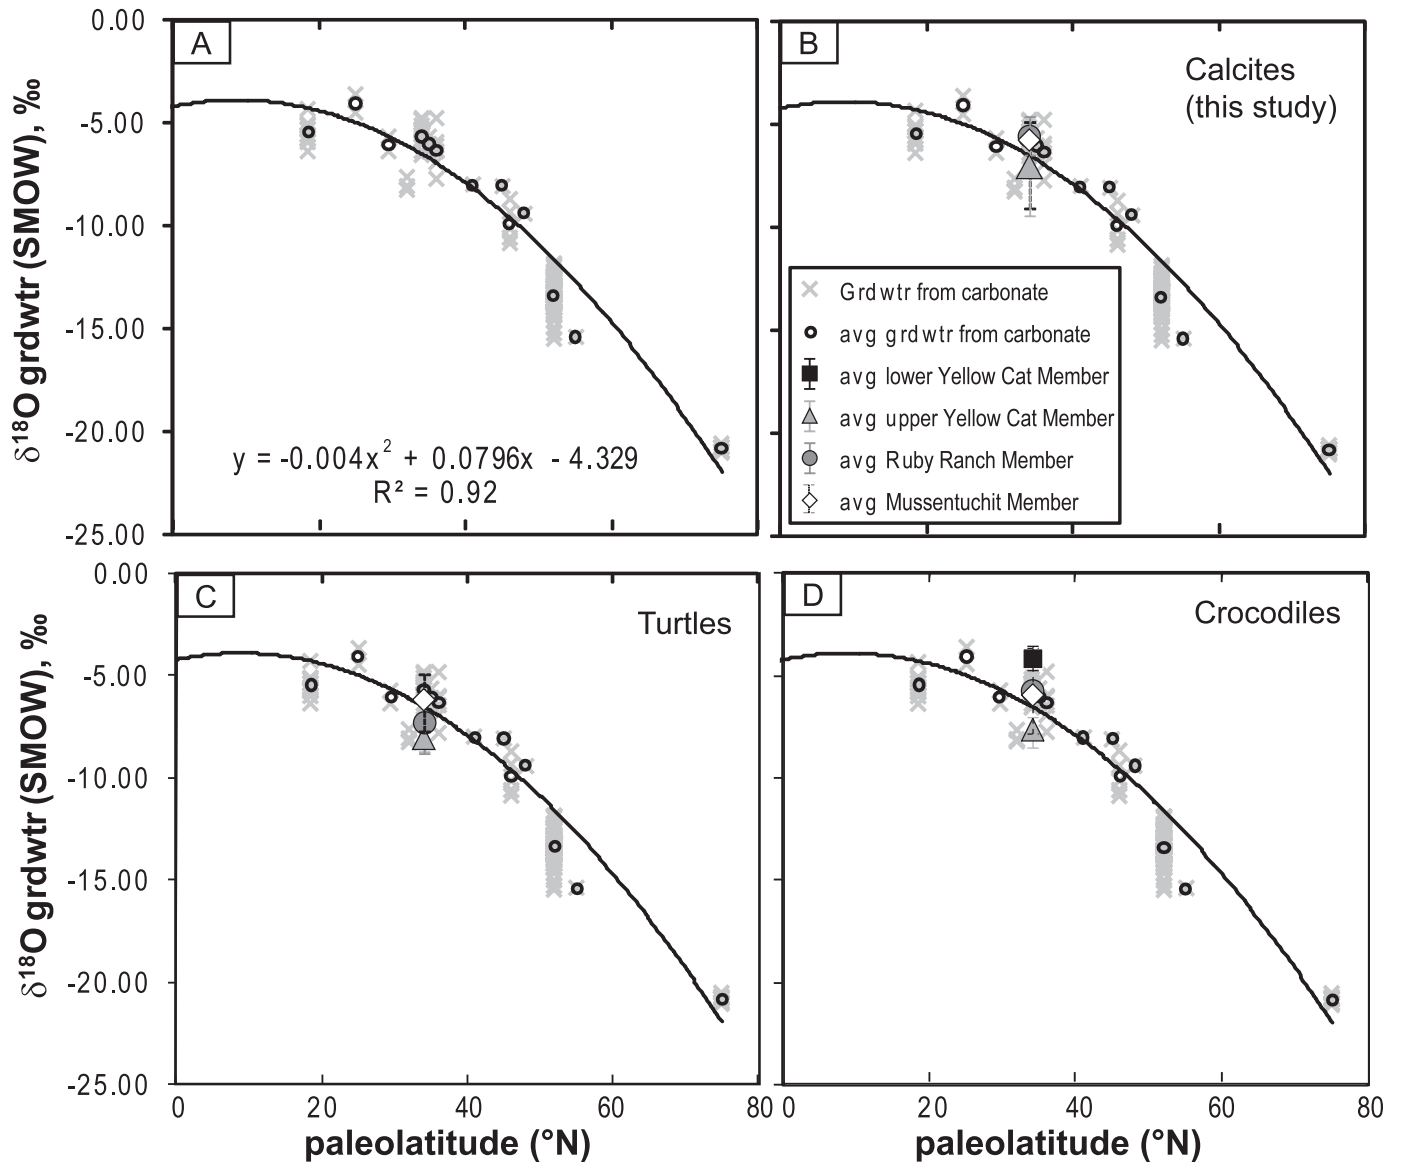 0.00
-5.00
-10.00
-15.00
-20.00
-25.00
δ¹⁸O grdwtr (SMOW), ‰
A
y = -0.004x² + 0.0796x - 4.329
R² = 0.92
B
Calcites
(this study)
Grdwtr from carbonate
avg grdwtr from carbonate
avg lower Yellow Cat Member
avg upper Yellow Cat Member
avg Ruby Ranch Member
avg Mussentuchit Member
0.00
-5.00
-10.00
-15.00
-20.00
-25.00
δ¹⁸O grdwtr (SMOW), ‰
C
Turtles
0 20 40 60 80
paleolatitude (°N)
D
Crocodiles
0 20 40 60 80
paleolatitude (°N)